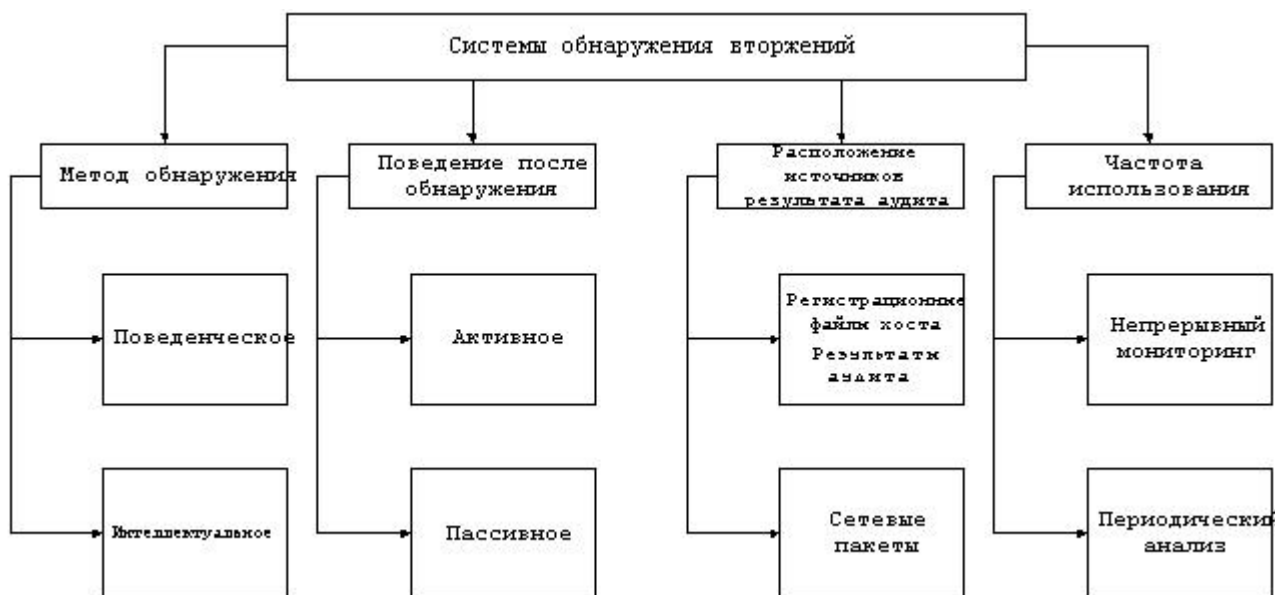 Системы обнаружения вторжений
Метод обнаружения
Поведение после
обнаружения
Расположение
источников
результата аудита
Частота
использования
Поведенческое
Активное
Регистрационные
файлы хоста
Результаты
аудита
Непрерывный
мониторинг
Интеллектуальное
Пассивное
Сетевые
пакеты
Периодический
анализ